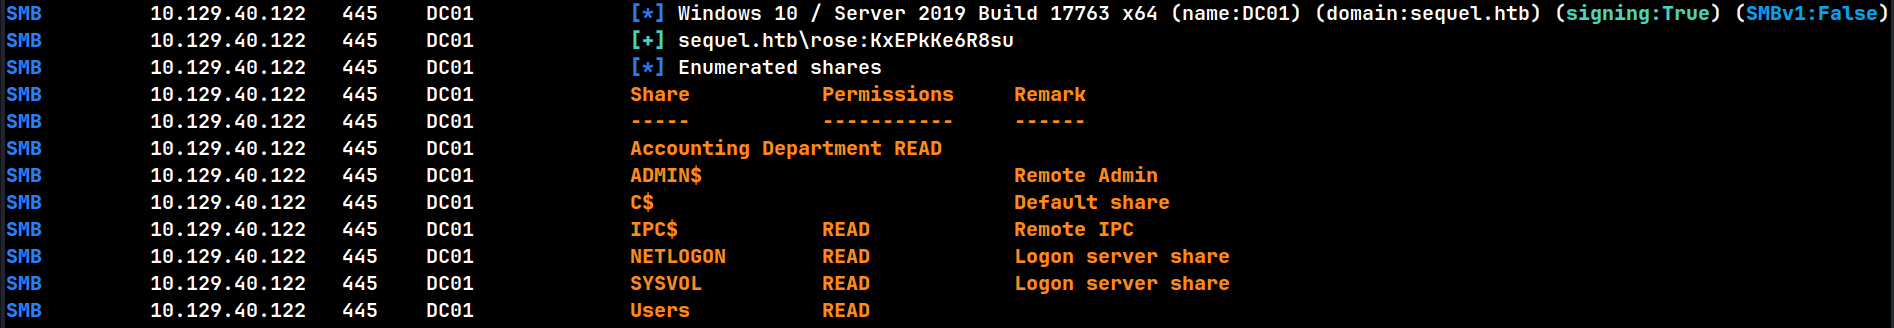 SMB 10.129.40.122 445 DC01 [*] Windows 10 / Server 2019 Build 17763 x64 (name:DC01) (domain:sequel.htb) (signing:True) (SMBv1:False)
SMB 10.129.40.122 445 DC01 [+] sequel.htb\rose:KxEPkKe6R8su
SMB 10.129.40.122 445 DC01 [*] Enumerated shares
SMB 10.129.40.122 445 DC01 Share Permissions Remark
SMB 10.129.40.122 445 DC01 ----- ----------- ------
SMB 10.129.40.122 445 DC01 Accounting Department READ
SMB 10.129.40.122 445 DC01 ADMIN$ Remote Admin
SMB 10.129.40.122 445 DC01 C$ Default share
SMB 10.129.40.122 445 DC01 IPC$ READ Remote IPC
SMB 10.129.40.122 445 DC01 NETLOGON READ Logon server share
SMB 10.129.40.122 445 DC01 SYSVOL READ Logon server share
SMB 10.129.40.122 445 DC01 Users READ